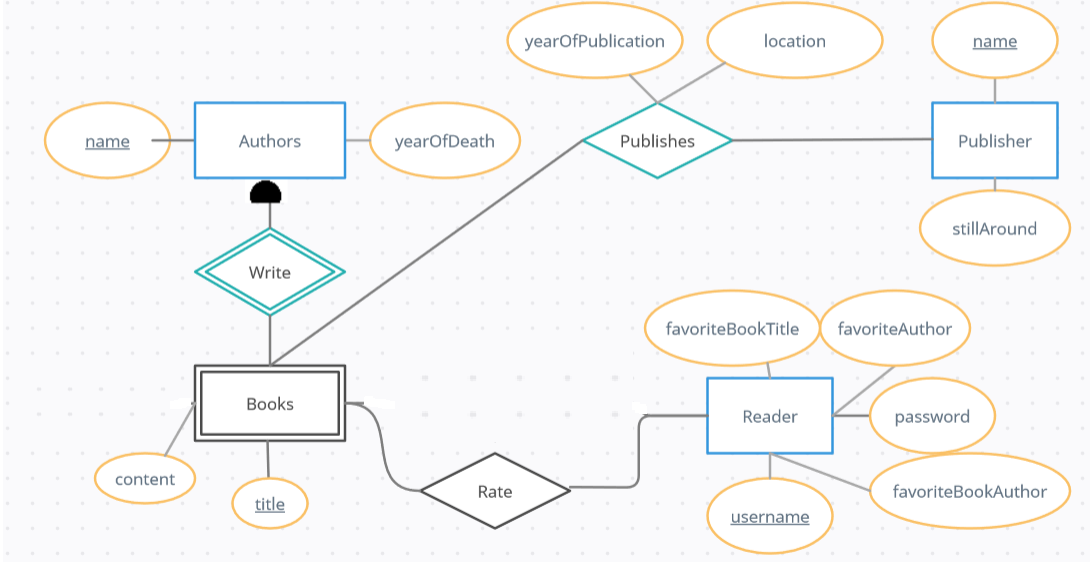 yearOfPublication
location
name
name
Authors
yearOfDeath
Publishes
Publisher
stillAround
Write
favoriteBookTitle
favoriteAuthor
Books
Reader
password
content
title
Rate
favoriteBookAuthor
username